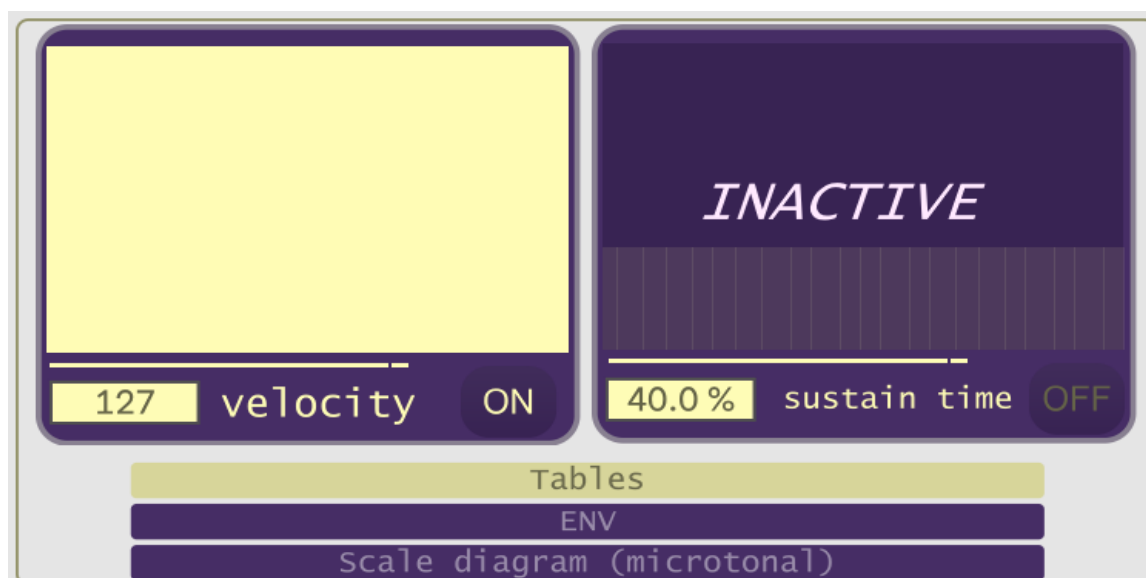 INACTIVE
127 velocity ON
40.0 % sustain time OFF
Tables
ENV
Scale diagram (microtonal)